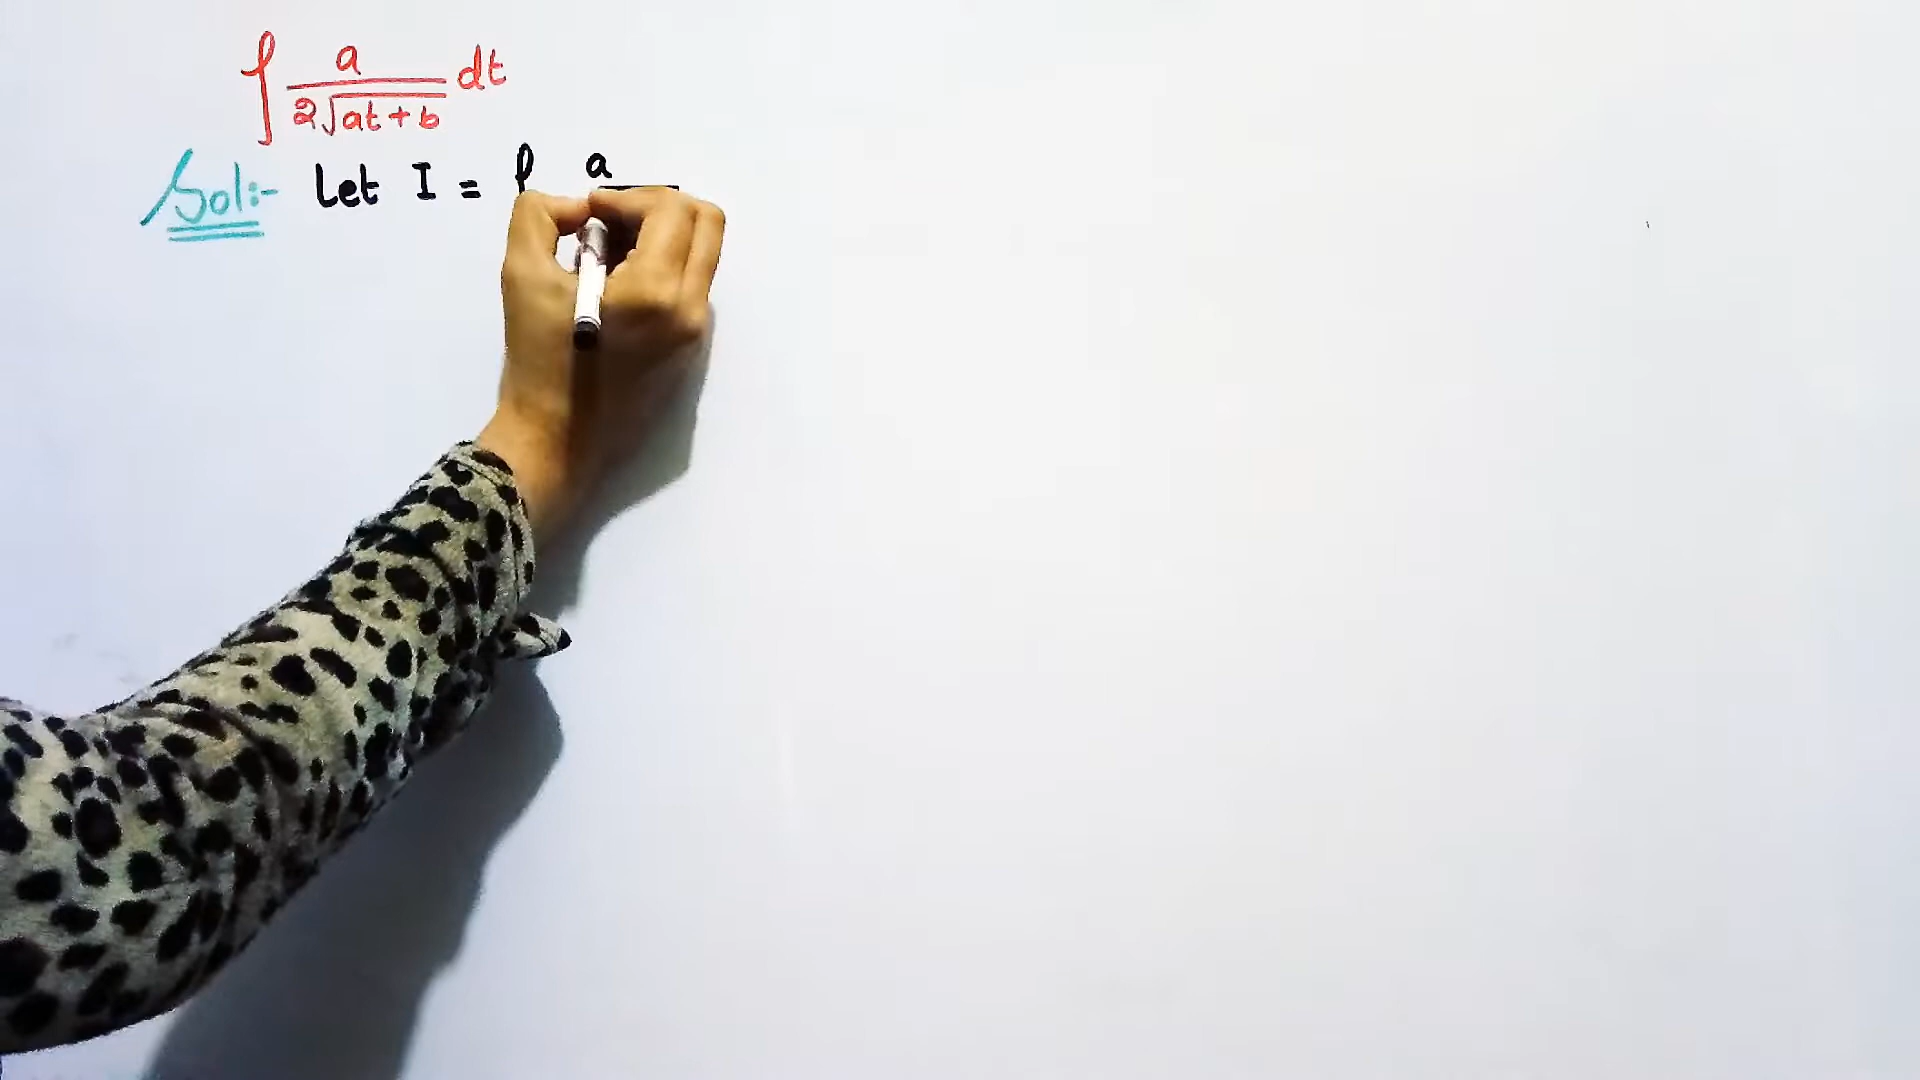 ∫ a/(2√(at+b)) dt
Sol:- Let I = ∫ a